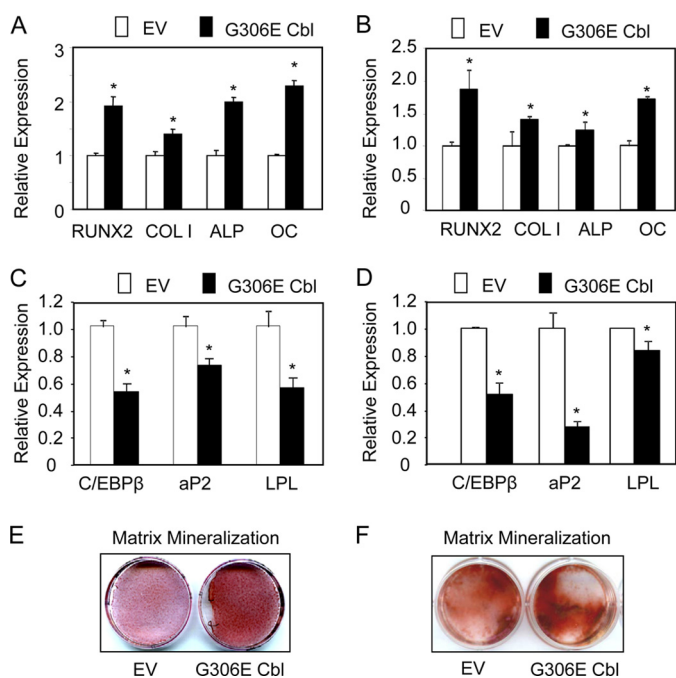 A
EV G306E Cbl
Relative Expression
3
2
1
0
RUNX2 COL I ALP OC
* * * *
B
EV G306E Cbl
Relative Expression
2.5
2.0
1.5
1.0
0.5
0.0
RUNX2 COL I ALP OC
* * * *
C
EV G306E Cbl
Relative Expression
1.2
1.0
0.8
0.6
0.4
0.2
0
C/EBPβ aP2 LPL
* * *
D
EV G306E Cbl
Relative Expression
1.2
1.0
0.8
0.6
0.4
0.2
0
C/EBPβ aP2 LPL
* * *
E
Matrix Mineralization
EV G306E Cbl
F
Matrix Mineralization
EV G306E Cbl